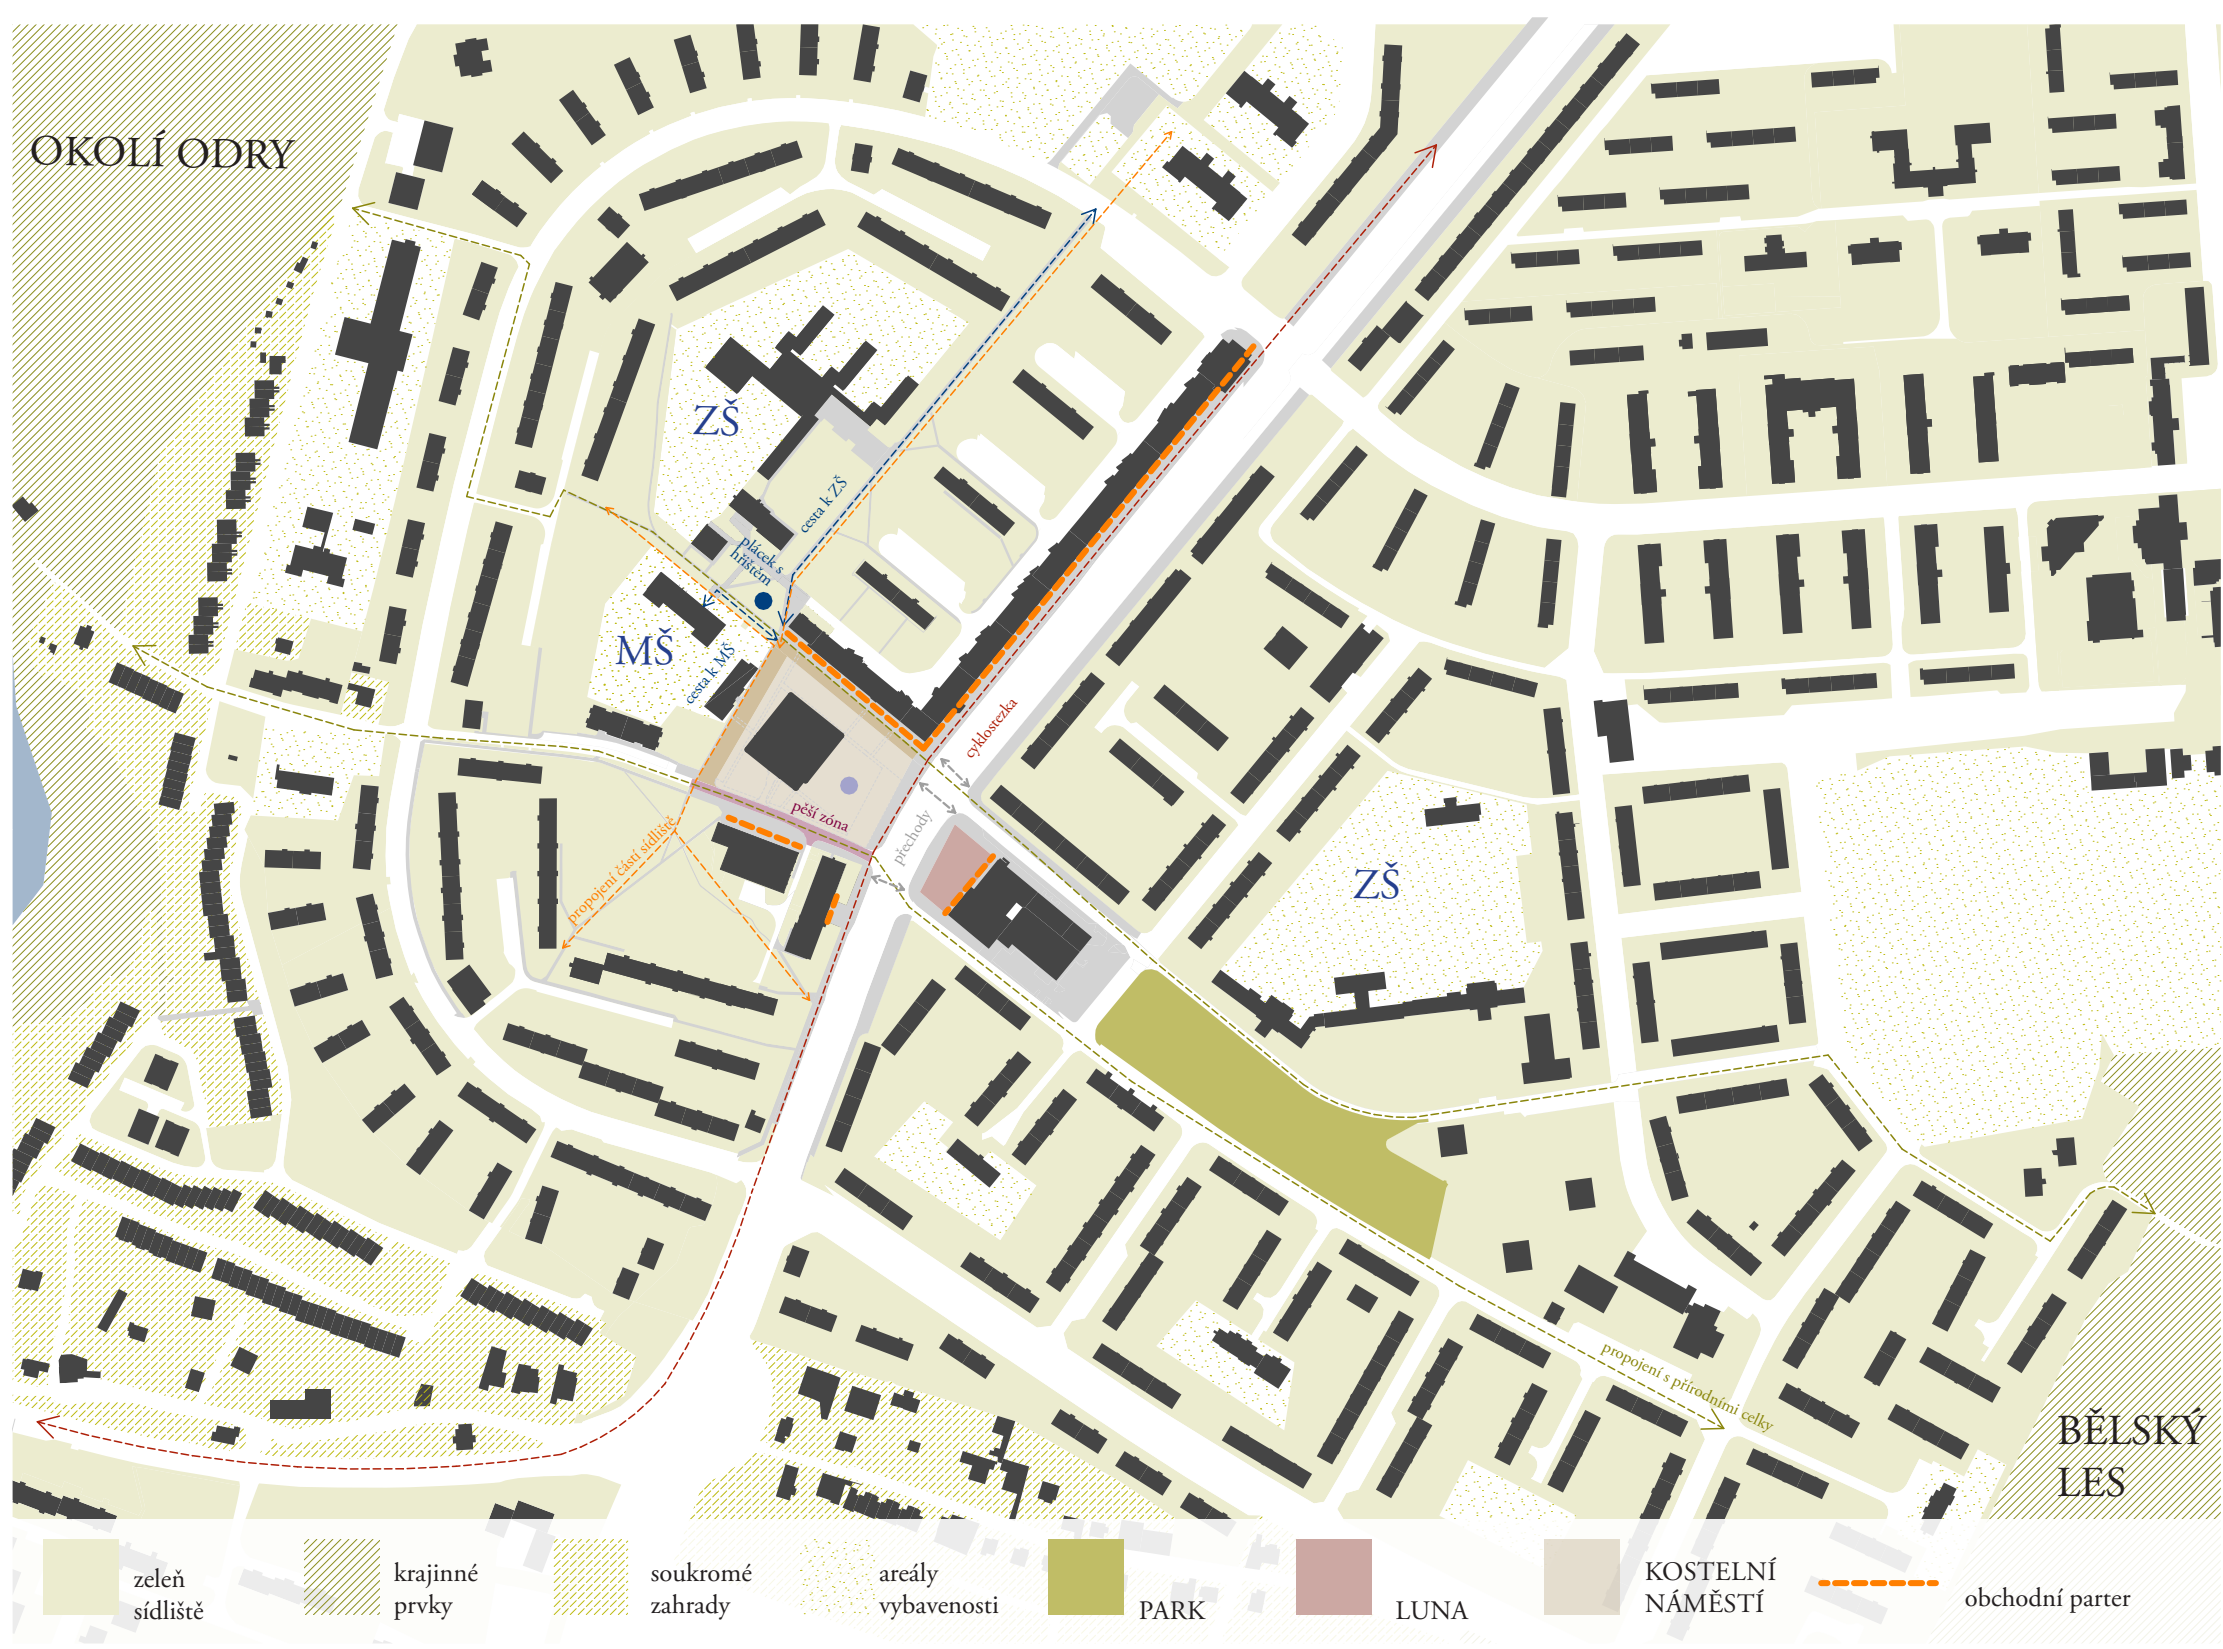 OKOLÍ ODRY
ZŠ
cesta k ZŠ
plácek s
hřištěm
MŠ
cesta k MŠ
cyklostezka
pěší zóna
přechody
propojení částí sídliště
ZŠ
propojení s přírodními celky
BĚLSKÝ
LES
zeleň
sídliště
krajinné
prvky
soukromé
zahrady
areály
vybavenosti
PARK
LUNA
KOSTELNÍ
NÁMĚSTÍ
obchodní parter